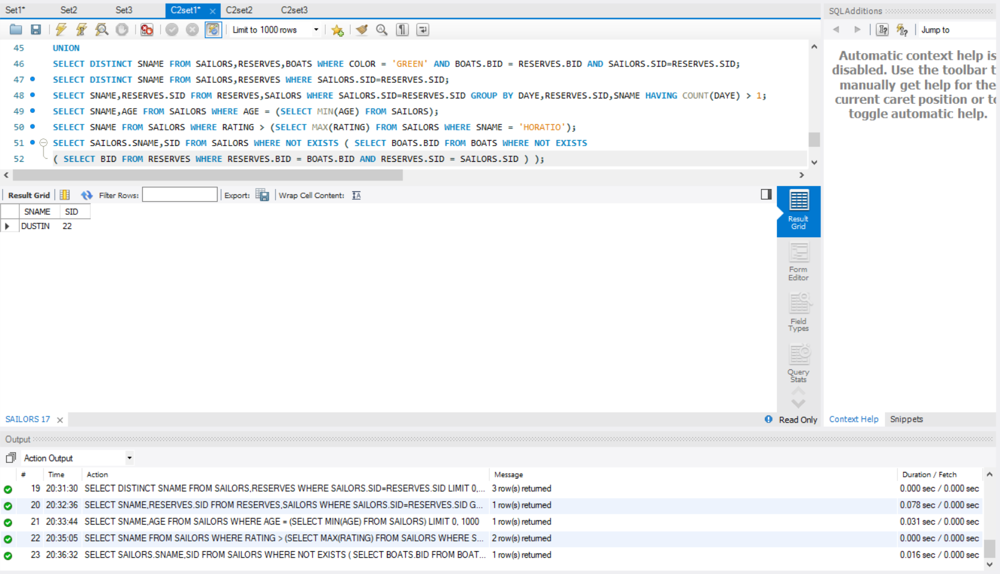 Set1* Set2 Set3 C2set1* C2set2 C2set3
SQLAdditions
Limit to 1000 rows
Jump to
45 UNION
46 SELECT DISTINCT SNAME FROM SAILORS,RESERVES,BOATS WHERE COLOR = 'GREEN' AND BOATS.BID = RESERVES.BID AND SAILORS.SID=RESERVES.SID;
47 SELECT DISTINCT SNAME FROM SAILORS,RESERVES WHERE SAILORS.SID=RESERVES.SID;
48 SELECT SNAME,RESERVES.SID FROM RESERVES,SAILORS WHERE SAILORS.SID=RESERVES.SID GROUP BY DAYE,RESERVES.SID,SNAME HAVING COUNT(DAYE) > 1;
49 SELECT SNAME,AGE FROM SAILORS WHERE AGE = (SELECT MIN(AGE) FROM SAILORS);
50 SELECT SNAME FROM SAILORS WHERE RATING > (SELECT MAX(RATING) FROM SAILORS WHERE SNAME = 'HORATIO');
51 SELECT SAILORS.SNAME,SID FROM SAILORS WHERE NOT EXISTS ( SELECT BOATS.BID FROM BOATS WHERE NOT EXISTS
52 ( SELECT BID FROM RESERVES WHERE RESERVES.BID = BOATS.BID AND RESERVES.SID = SAILORS.SID ) );
Automatic context help is
disabled. Use the toolbar t
manually get help for the
current caret position or to
toggle automatic help.
Result Grid Filter Rows: Export: Wrap Cell Content:
SNAME SID
DUSTIN 22
Result
Grid
Form
Editor
Field
Types
Query
Stats
SAILORS 17
Read Only
Context Help Snippets
Output
Action Output
# Time Action Message Duration / Fetch
19 20:31:30 SELECT DISTINCT SNAME FROM SAILORS,RESERVES WHERE SAILORS.SID=RESERVES.SID LIMIT 0,... 3 row(s) returned 0.000 sec / 0.000 sec
20 20:32:36 SELECT SNAME,RESERVES.SID FROM RESERVES,SAILORS WHERE SAILORS.SID=RESERVES.SID G... 1 row(s) returned 0.078 sec / 0.000 sec
21 20:33:44 SELECT SNAME,AGE FROM SAILORS WHERE AGE = (SELECT MIN(AGE) FROM SAILORS) LIMIT 0, 1000 1 row(s) returned 0.031 sec / 0.000 sec
22 20:35:05 SELECT SNAME FROM SAILORS WHERE RATING > (SELECT MAX(RATING) FROM SAILORS WHERE S... 2 row(s) returned 0.000 sec / 0.000 sec
23 20:36:32 SELECT SAILORS.SNAME,SID FROM SAILORS WHERE NOT EXISTS ( SELECT BOATS.BID FROM BOAT... 1 row(s) returned 0.016 sec / 0.000 sec